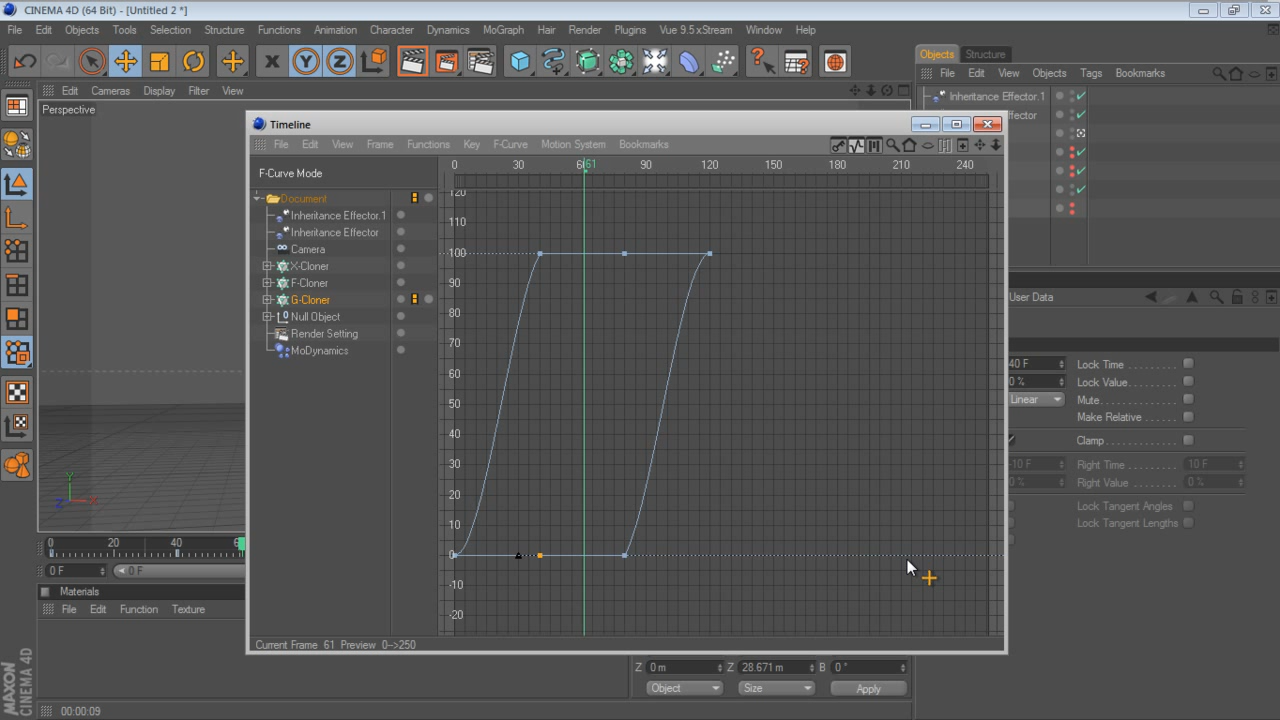 CINEMA 4D (64 Bit) - [Untitled 2 *]
File Edit Objects Tools Selection Structure Functions Animation Character Dynamics MoGraph Hair Render Plugins Vue 9.5 xStream Window Help
Objects Structure
File Edit View Objects Tags Bookmarks
Edit Cameras Display Filter View
Perspective
Inheritance Effector.1
ffector
Timeline
File Edit View Frame Functions Key F-Curve Motion System Bookmarks
F-Curve Mode
0 30 61 90 120 150 180 210 240
Document
Inheritance Effector.1
Inheritance Effector
Camera
X-Cloner
F-Cloner
G-Cloner
Null Object
Render Setting
MoDynamics
120
110
100
90
80
70
60
50
40
30
20
10
0
-10
-20
Current Frame 61 Preview 0-->250
User Data
40 F Lock Time
0 % Lock Value
Linear Mute
Make Relative
Clamp
-10 F Right Time 10 F
0 % Right Value 0 %
Lock Tangent Angles
Lock Tangent Lengths
Y
X
Z
0 20 40
0 F 0 F
Materials
File Edit Function Texture
Z 0 m Z 28.671 m B 0 °
Object Size Apply
MAXON
CINEMA 4D
00:00:09